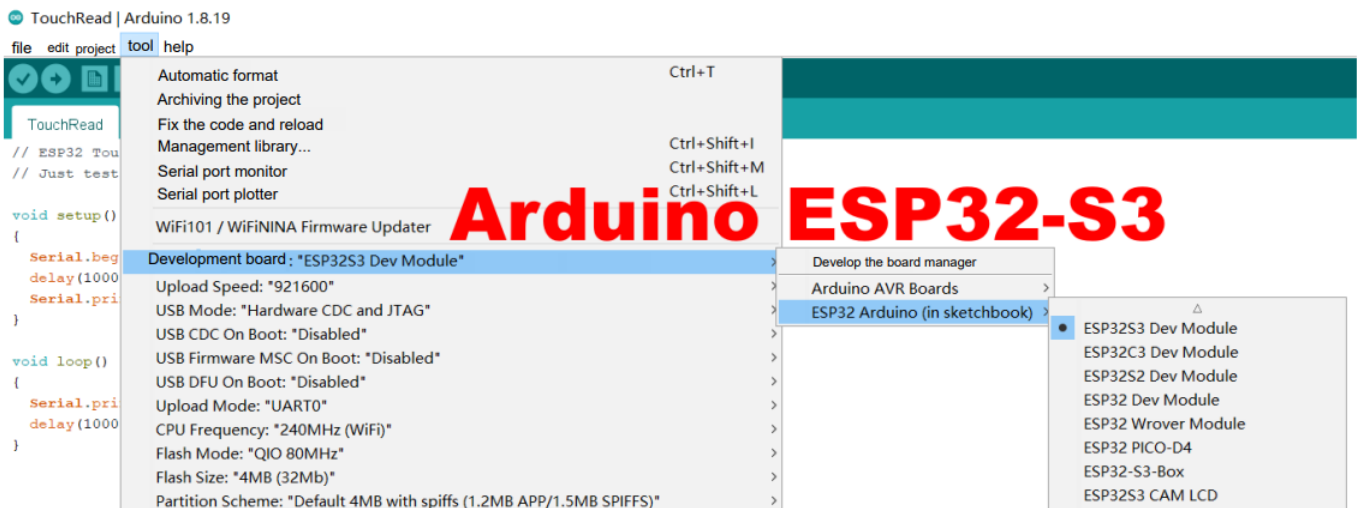 TouchRead | Arduino 1.8.19
file edit project tool help
Automatic format Ctrl+T
Archiving the project
Fix the code and reload
Management library... Ctrl+Shift+I
Serial port monitor Ctrl+Shift+M
Serial port plotter Ctrl+Shift+L
WiFi101 / WiFiNINA Firmware Updater
Arduino ESP32-S3
Development board: "ESP32S3 Dev Module"
Upload Speed: "921600"
USB Mode: "Hardware CDC and JTAG"
USB CDC On Boot: "Disabled"
USB Firmware MSC On Boot: "Disabled"
USB DFU On Boot: "Disabled"
Upload Mode: "UART0"
CPU Frequency: "240MHz (WiFi)"
Flash Mode: "QIO 80MHz"
Flash Size: "4MB (32Mb)"
Partition Scheme: "Default 4MB with spiffs (1.2MB APP/1.5MB SPIFFS)"
Develop the board manager
Arduino AVR Boards
ESP32 Arduino (in sketchbook)
ESP32S3 Dev Module
ESP32C3 Dev Module
ESP32S2 Dev Module
ESP32 Dev Module
ESP32 Wrover Module
ESP32 PICO-D4
ESP32-S3-Box
ESP32S3 CAM LCD
TouchRead
// ESP32 Tou
// Just test
void setup()
{
Serial.beg
delay(1000
Serial.pri
}
void loop()
{
Serial.pri
delay(1000
}